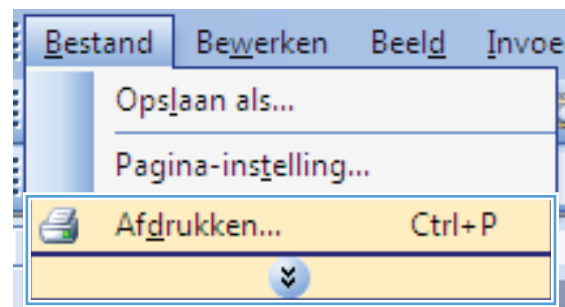 Bestand Bewerken Beeld Invoe
Opslaan als...
Pagina-instelling...
Afdrukken... Ctrl+P